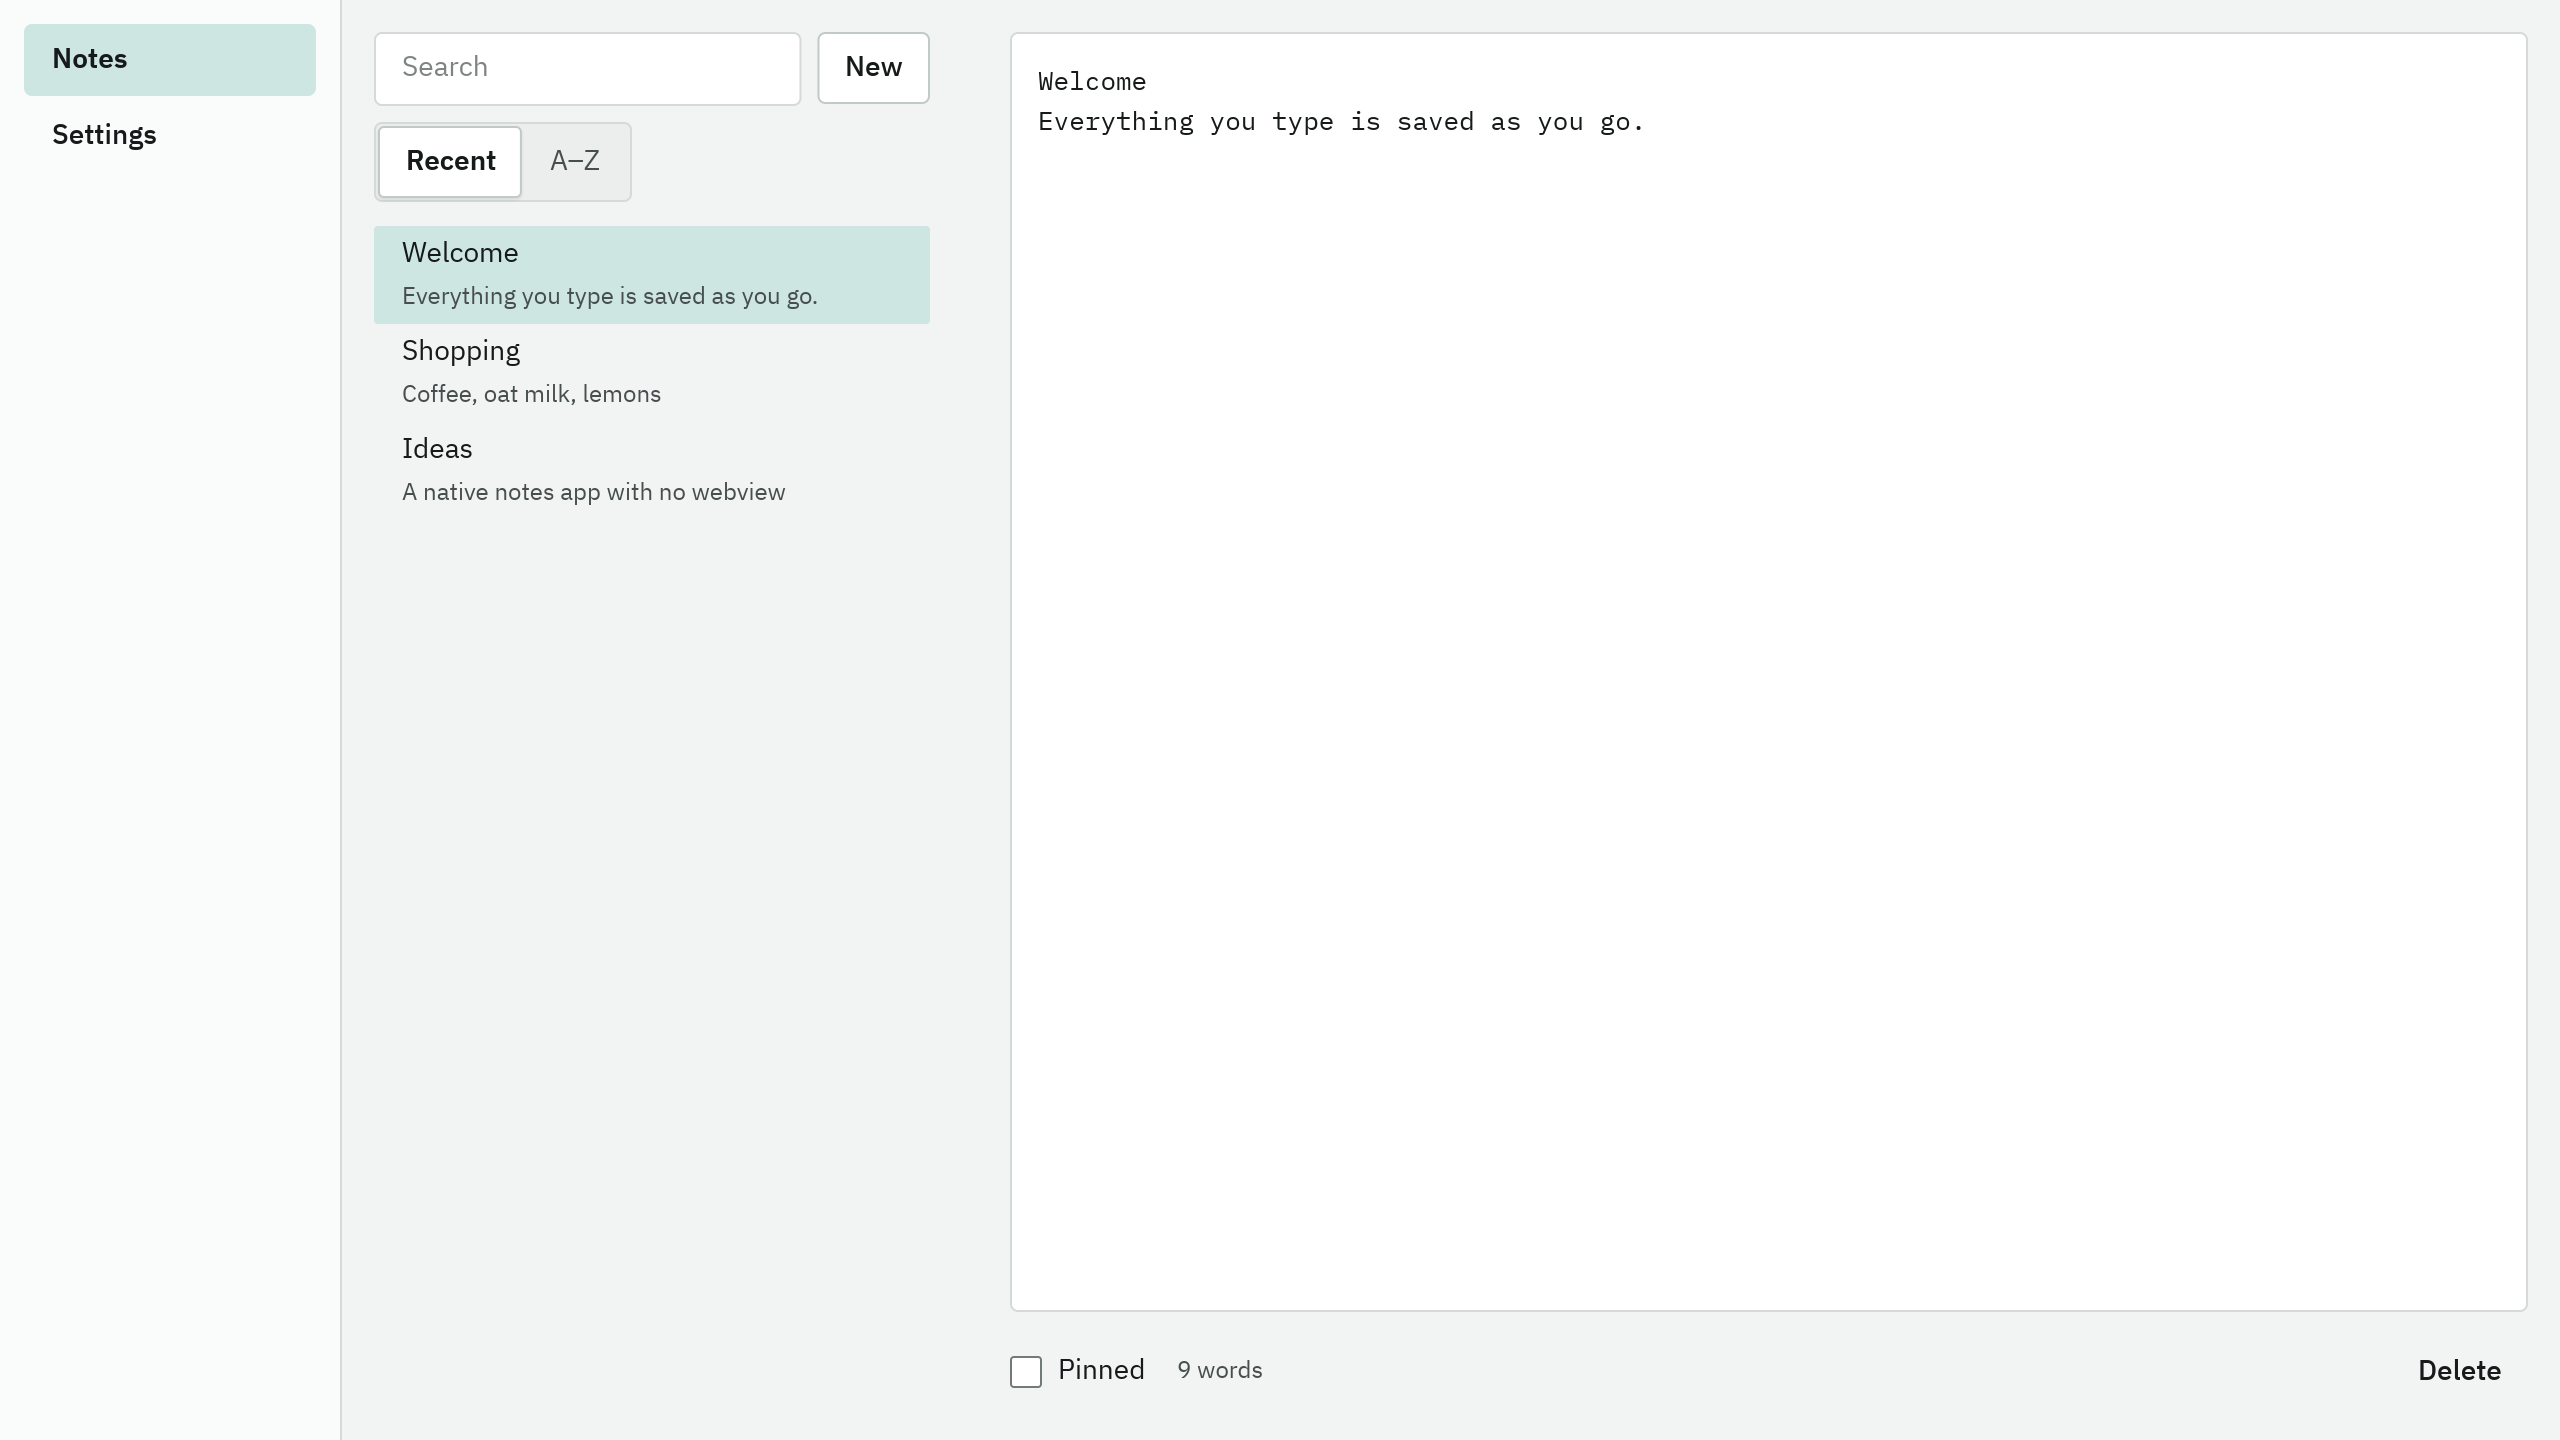 Notes
Settings
Search
New
Recent
A–Z
Welcome
Everything you type is saved as you go.
Shopping
Coffee, oat milk, lemons
Ideas
A native notes app with no webview
Welcome
Everything you type is saved as you go.
Pinned
9 words
Delete